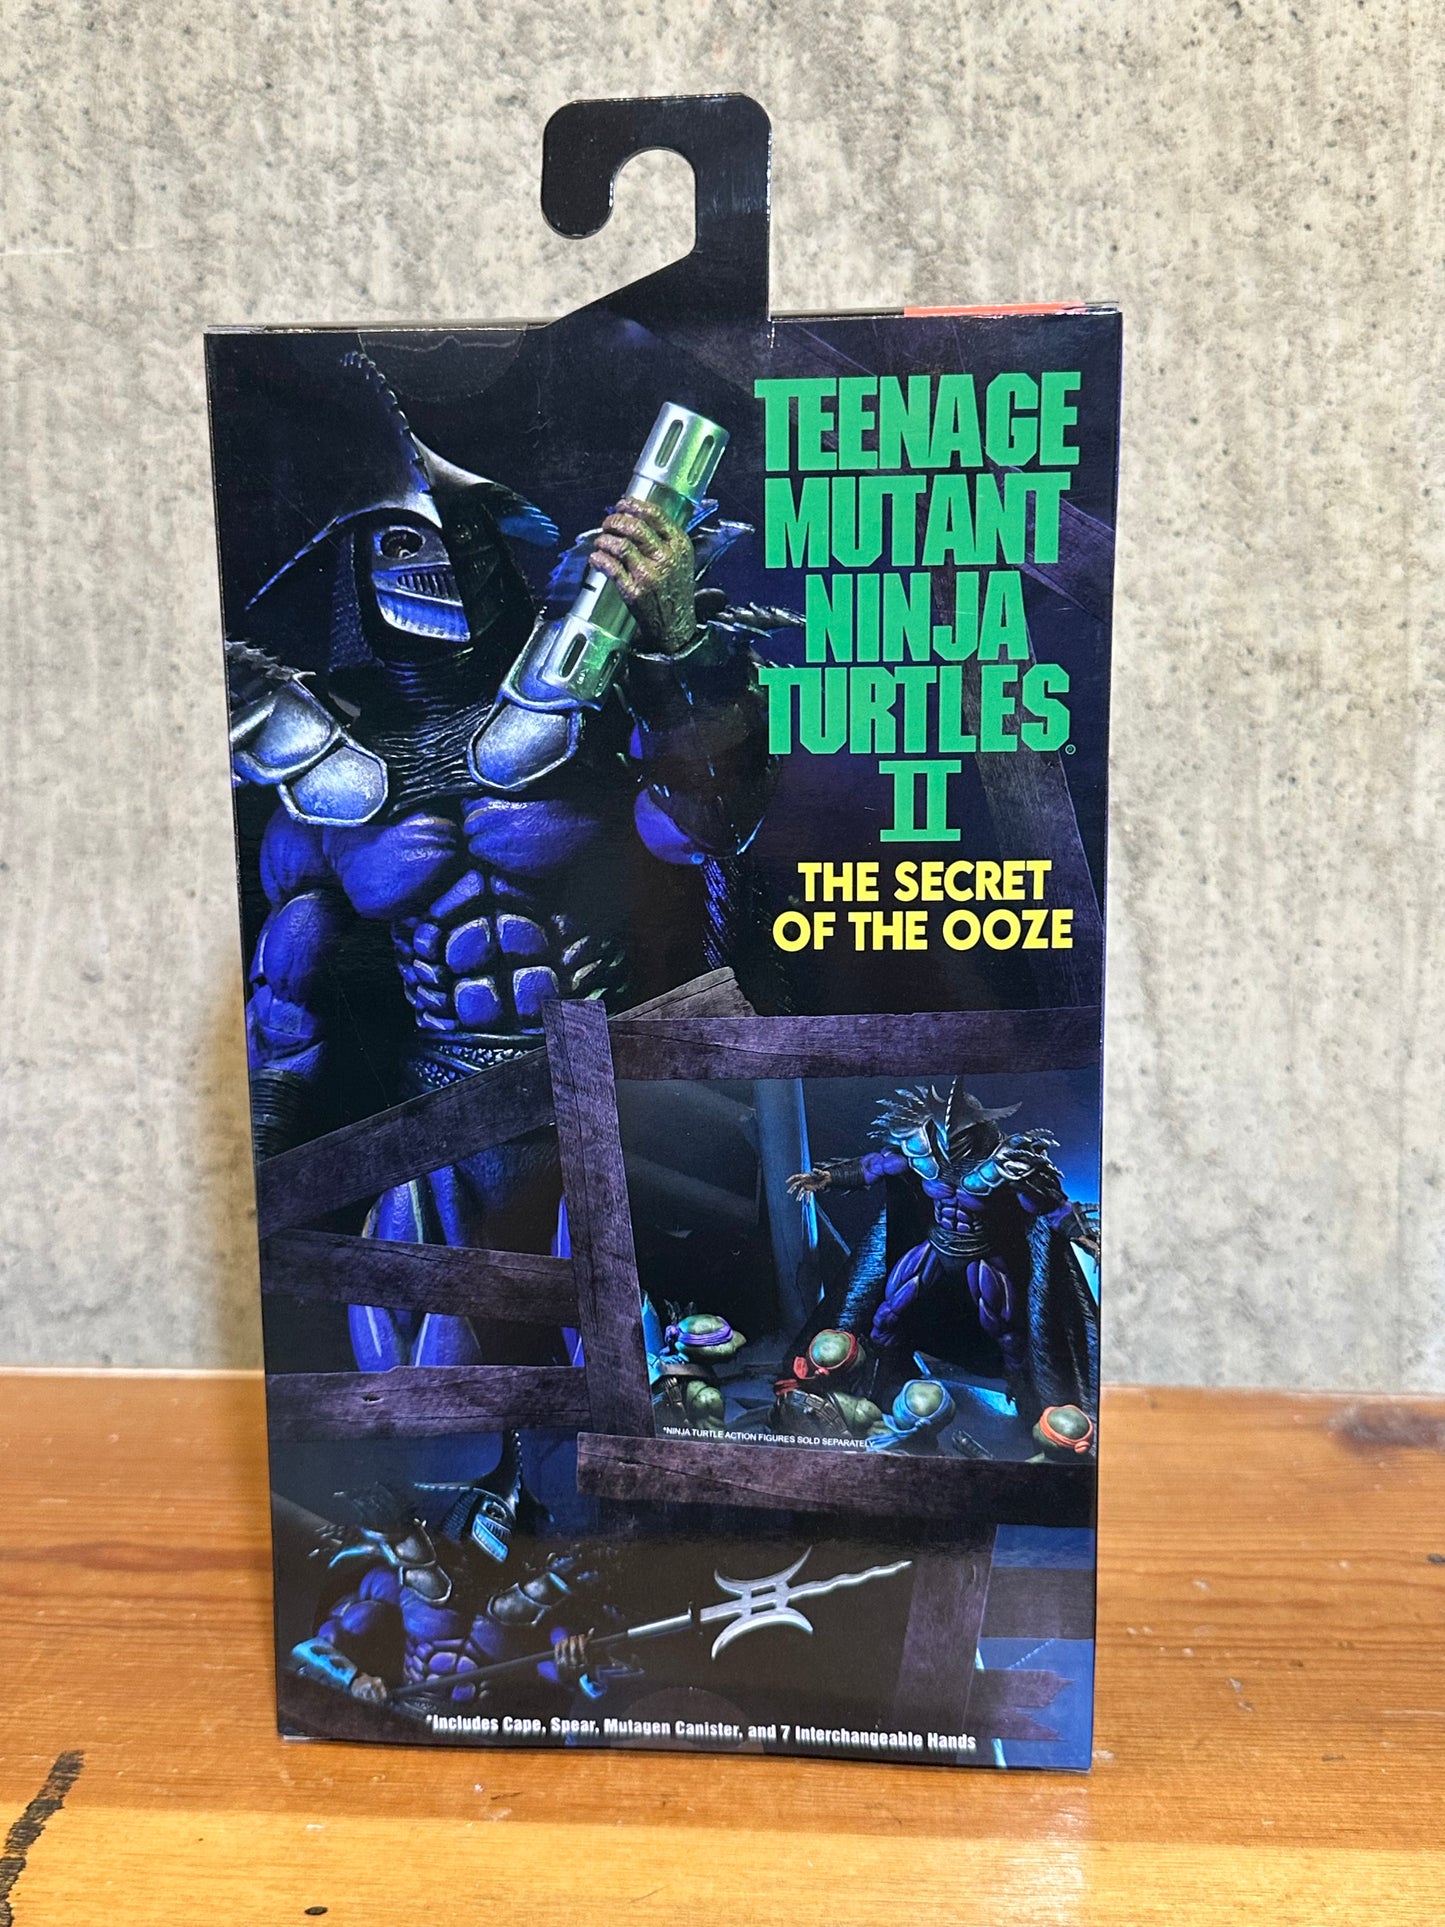 TEENAGE
MUTANT
NINJA
TURTLES®
II
THE SECRET
OF THE OOZE
*NINJA TURTLE ACTION FIGURES SOLD SEPARATELY
*Includes Cape, Spear, Mutagen Canister, and 7 Interchangeable Hands